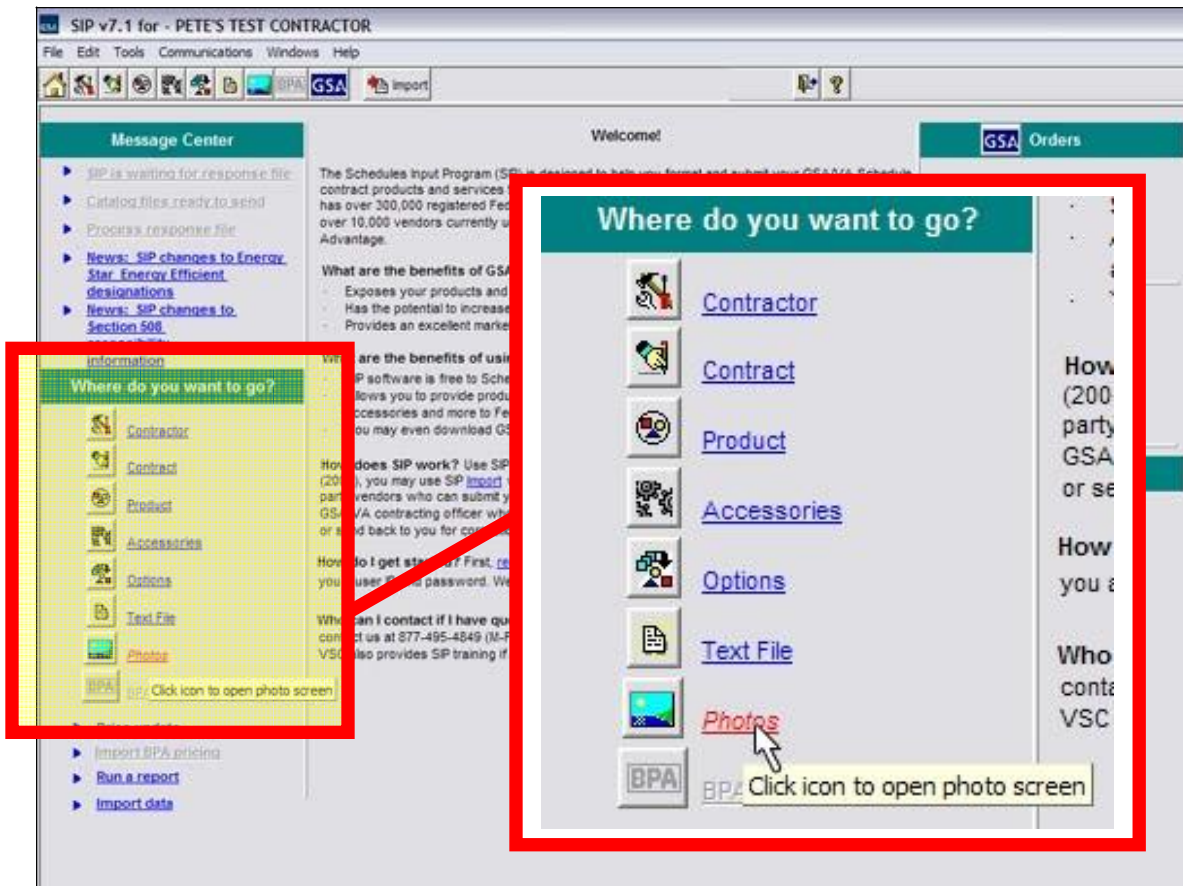 SIP v7.1 for - PETE'S TEST CONTRACTOR
File Edit Tools Communications Windows Help
BPA GSA Import
Message Center
SIP is waiting for response file
Catalog files ready to send
Process response file
News: SIP changes to Energy
Star Energy Efficient
designations
News: SIP changes to
Section 508
information
Where do you want to go?
Contractor
Contract
Product
Accessories
Options
Text File
Photos
BPA
Click icon to open photo screen
Import BPA pricing
Run a report
Import data
Welcome!
The Schedules Input Program (SIP) is designed to help you format and submit your GSA/VA Schedule
contract products and services
has over 300,000 registered Fed
over 10,000 vendors currently u
Advantage.
What are the benefits of GSA
Exposes your products and
Has the potential to increase
Provides an excellent marke
are the benefits of usin
software is free to Sche
llows you to provide produ
ccessories and more to Fe
ou may even download GS
How does SIP work? Use SIP
(20 ), you may use SIP Import
par vendors who can submit y
GS /VA contracting officer wh
or s d back to you for
How do I get sta ? First, re
you user password. We
Who can I contact if I have qu
con ct us at 877-495-4849 (M-F
VSC also provides SIP training if
GSA Orders
Where do you want to go?
Contractor
Contract
Product
Accessories
Options
Text File
Photos
BPA BPA
Click icon to open photo screen
How
(200
party
GSA
or se
How
you a
Who
conta
VSC